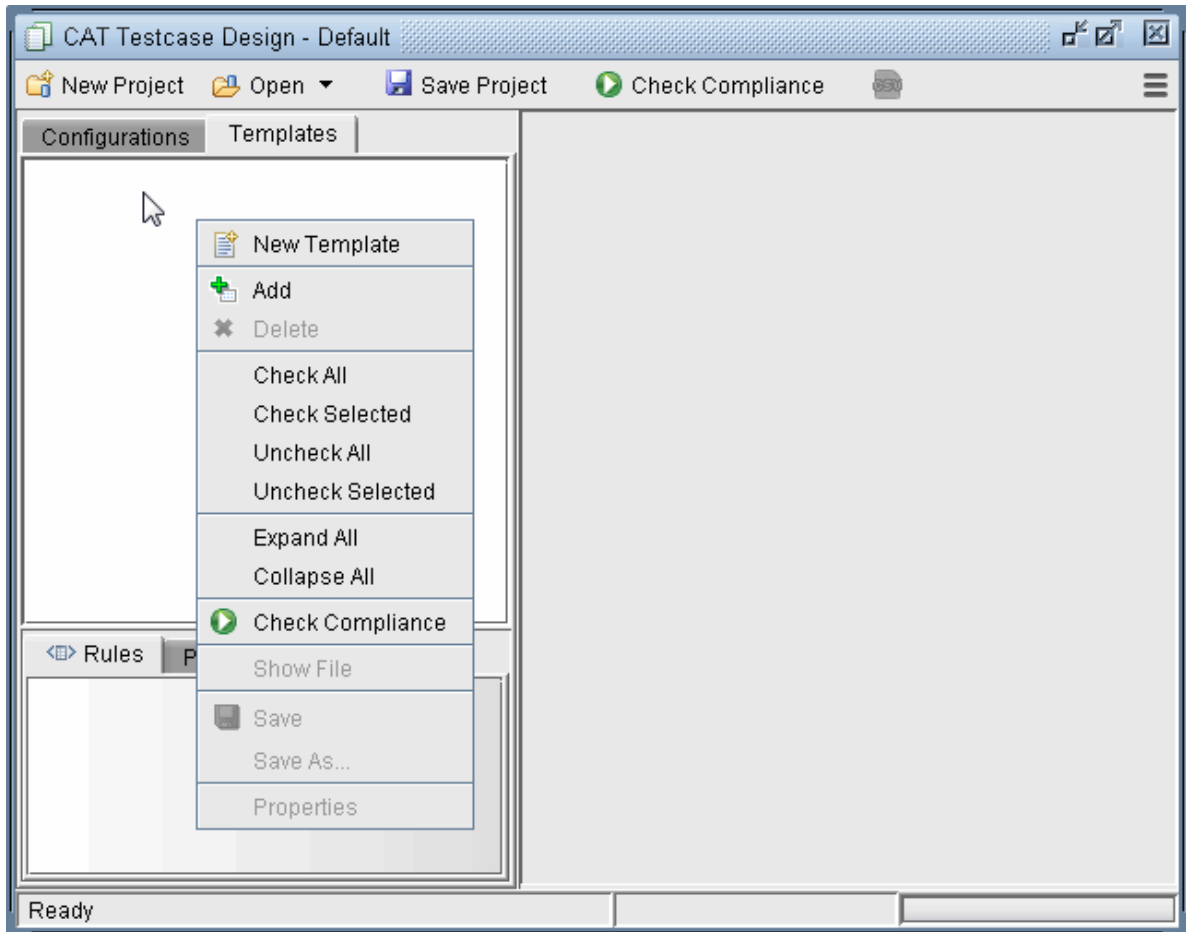 CAT Testcase Design - Default
New Project Open Save Project Check Compliance
Configurations Templates
New Template
Add
Delete
Check All
Check Selected
Uncheck All
Uncheck Selected
Expand All
Collapse All
Check Compliance
Rules P
Show File
Save
Save As...
Properties
Ready